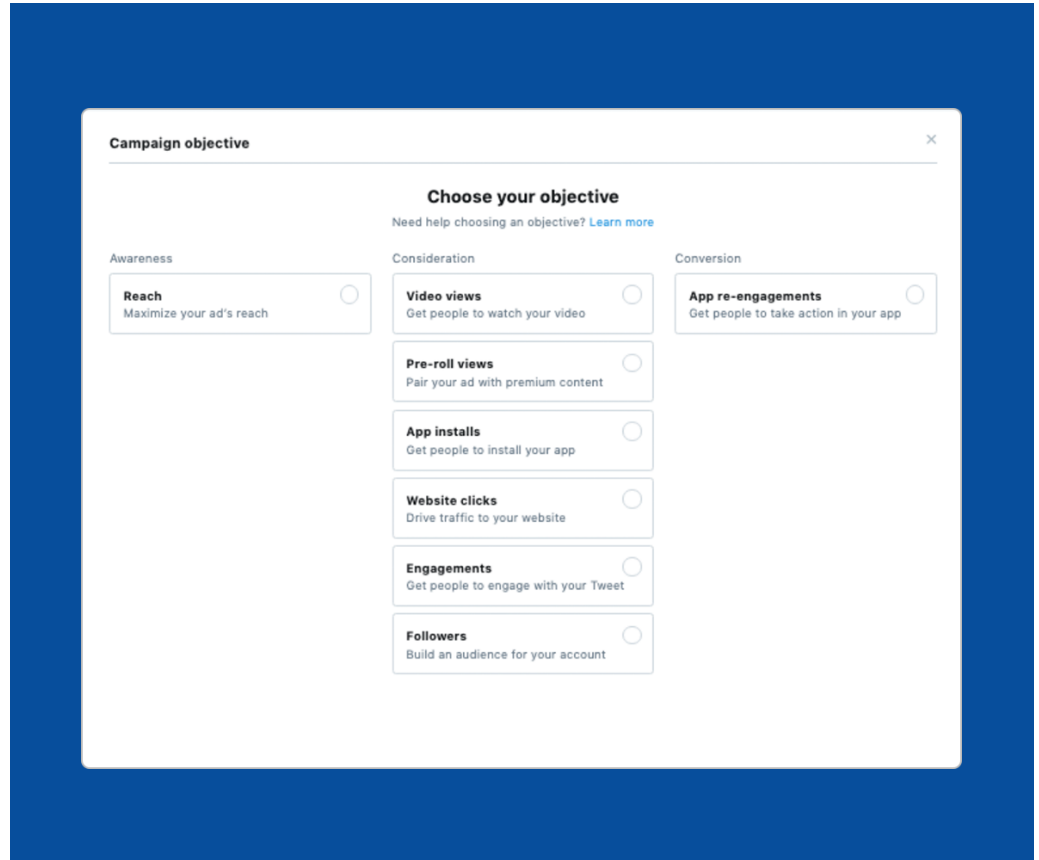 Campaign objective
×
Choose your objective
Need help choosing an objective? Learn more
Awareness
Reach
Maximize your ad's reach
Consideration
Video views
Get people to watch your video
Pre-roll views
Pair your ad with premium content
App installs
Get people to install your app
Website clicks
Drive traffic to your website
Engagements
Get people to engage with your Tweet
Followers
Build an audience for your account
Conversion
App re-engagements
Get people to take action in your app